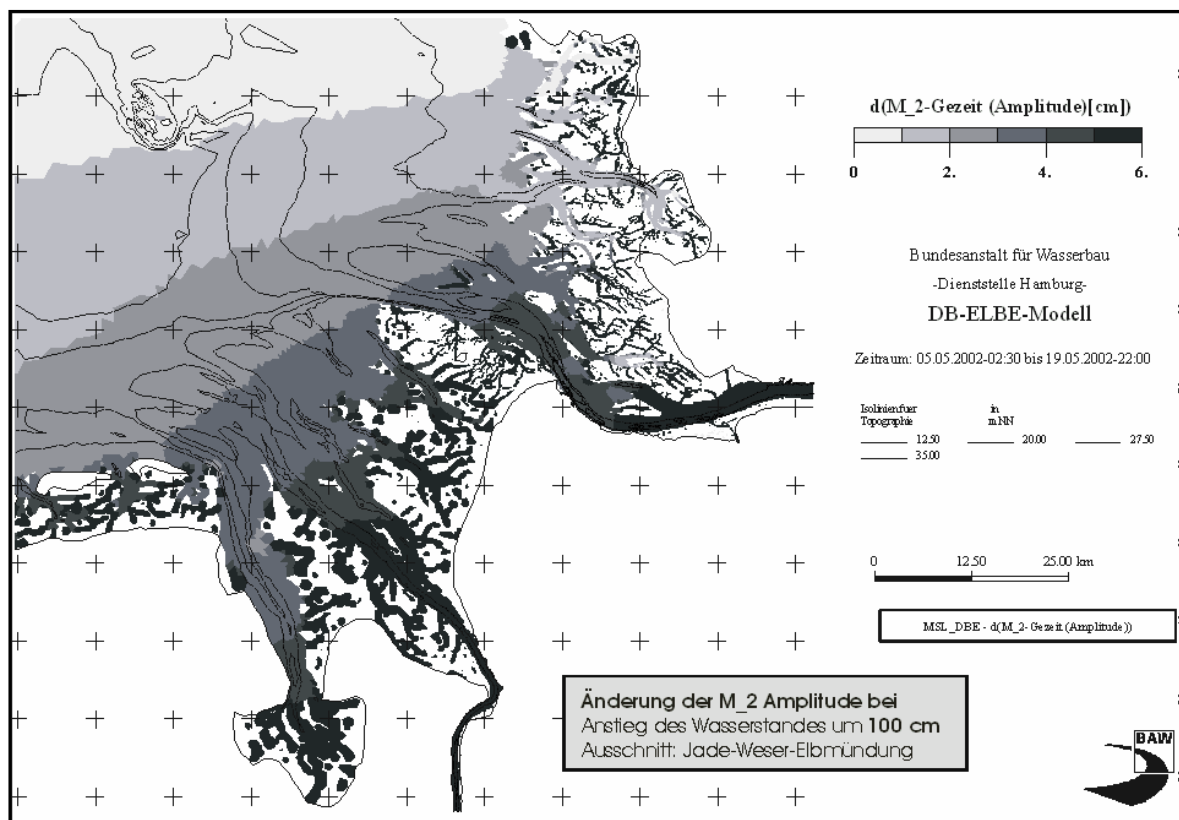 d(M_2-Gezeit (Amplitude)[cm])
0 2. 4. 6.
Bundesanstalt für Wasserbau
-Dienststelle Hamburg-
DB-ELBE-Modell
Zeitraum: 05.05.2002-02:30 bis 19.05.2002-22:00
Isolinien fuer in
Topographie mNN
12.50 20.00 27.50
35.00
0 12.50 25.00 km
MSL_DBE - d(M_2-Gezeit (Amplitude))
Änderung der M_2 Amplitude bei
Anstieg des Wasserstandes um 100 cm
Ausschnitt: Jade-Weser-Elbmündung
BAW